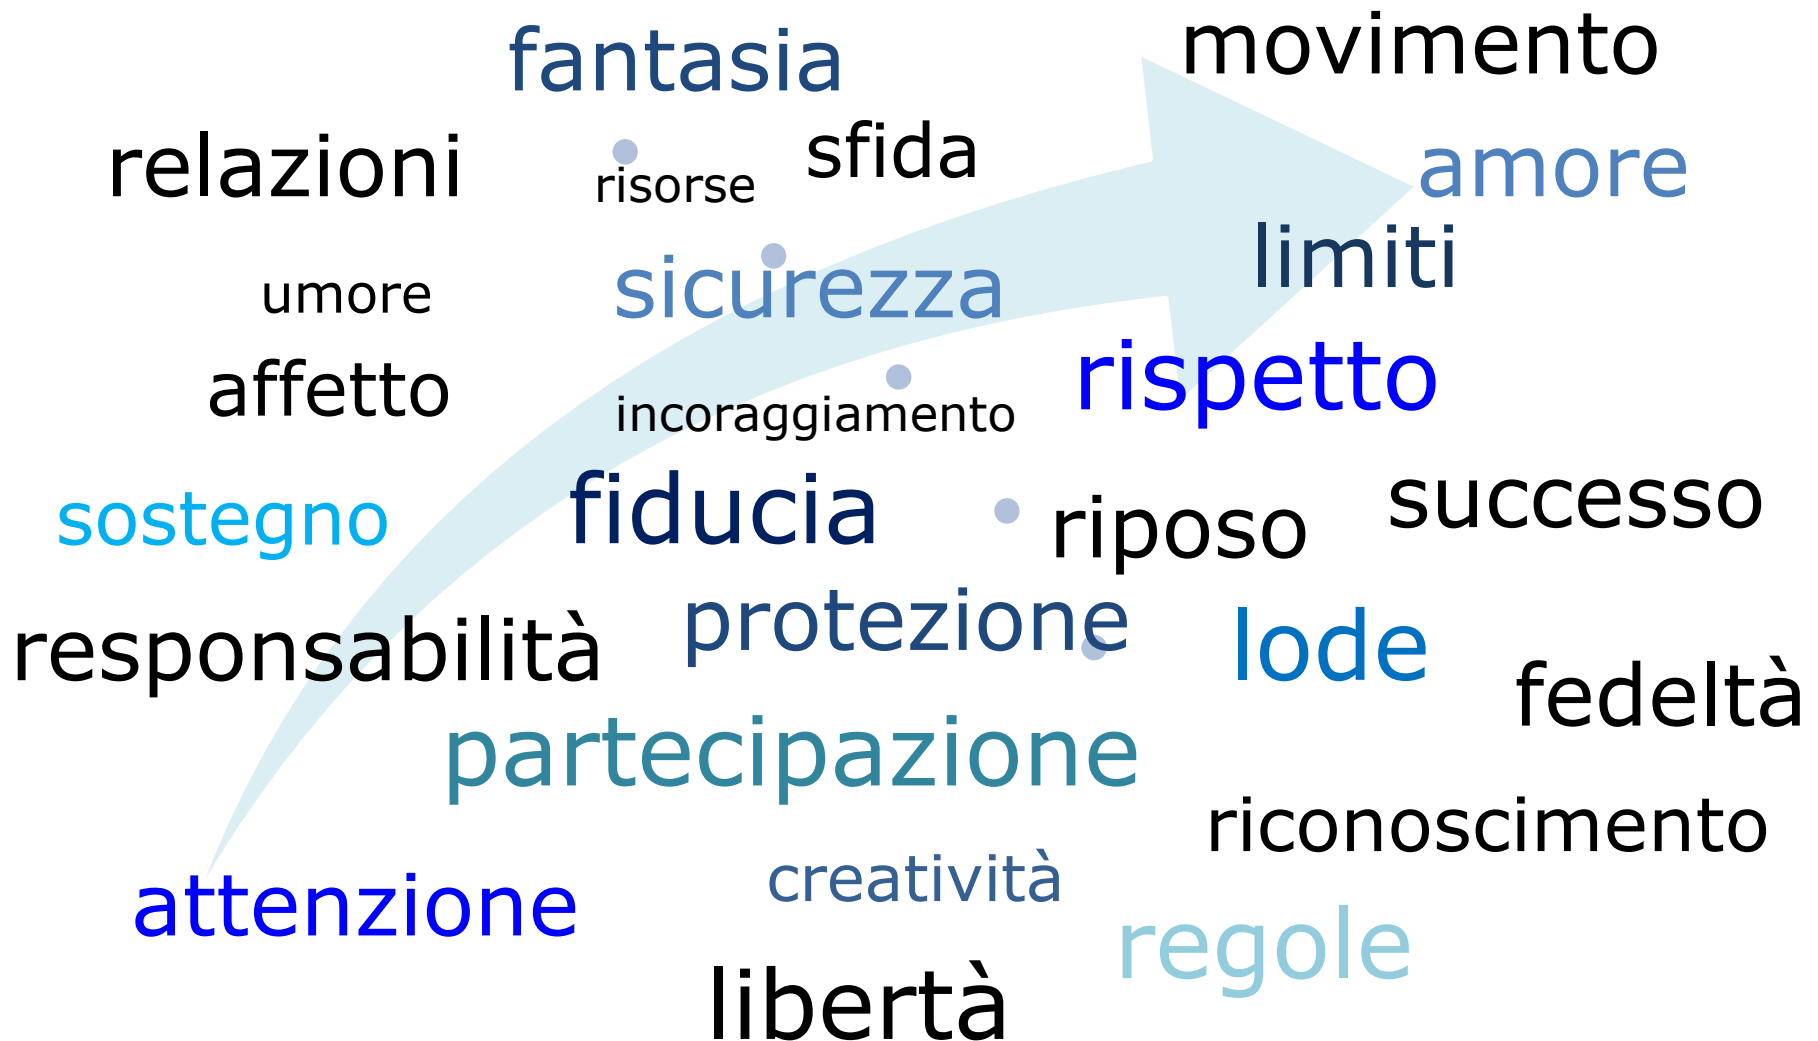 fantasia
movimento
relazioni
risorse
sfida
amore
limiti
umore
sicurezza
affetto
incoraggiamento
rispetto
sostegno
fiducia
riposo
successo
responsabilità
protezione
lode
fedeltà
partecipazione
riconoscimento
attenzione
creatività
regole
libertà